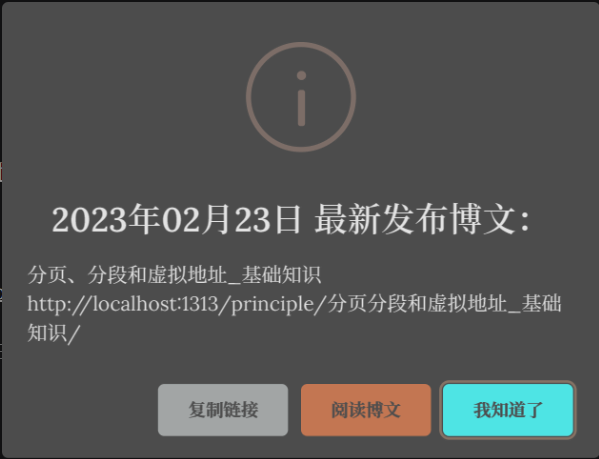 2023年02月23日 最新发布博文：
分页、分段和虚拟地址_基础知识
http://localhost:1313/principle/分页分段和虚拟地址_基础
知识/
复制链接 阅读博文 我知道了